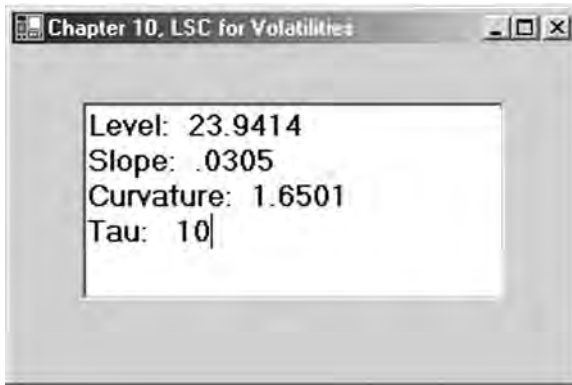 Chapter 10, LSC for Volatilities
Level: 23.9414
Slope: .0305
Curvature: 1.6501
Tau: 10